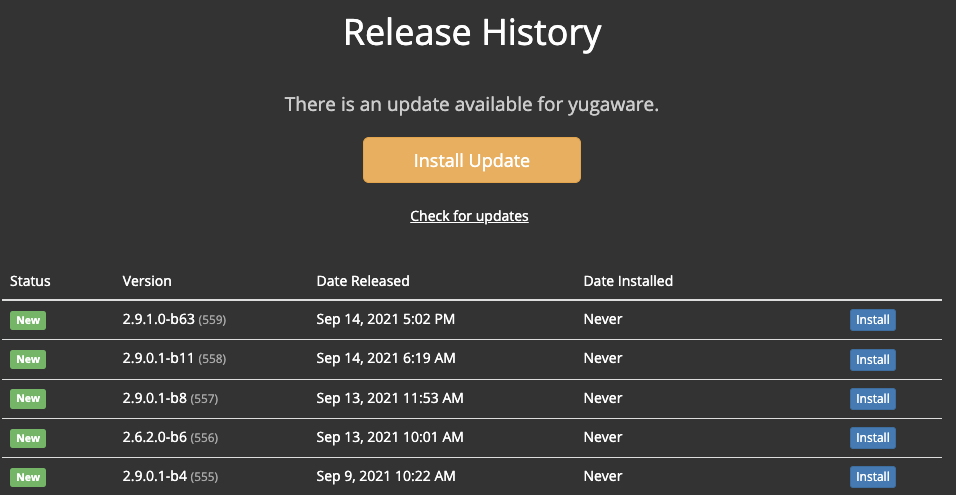 Release History
There is an update available for yugaware.
Install Update
Check for updates
Status Version Date Released Date Installed
New 2.9.1.0-b63 (559) Sep 14, 2021 5:02 PM Never Install
New 2.9.0.1-b11 (558) Sep 14, 2021 6:19 AM Never Install
New 2.9.0.1-b8 (557) Sep 13, 2021 11:53 AM Never Install
New 2.6.2.0-b6 (556) Sep 13, 2021 10:01 AM Never Install
New 2.9.0.1-b4 (555) Sep 9, 2021 10:22 AM Never Install